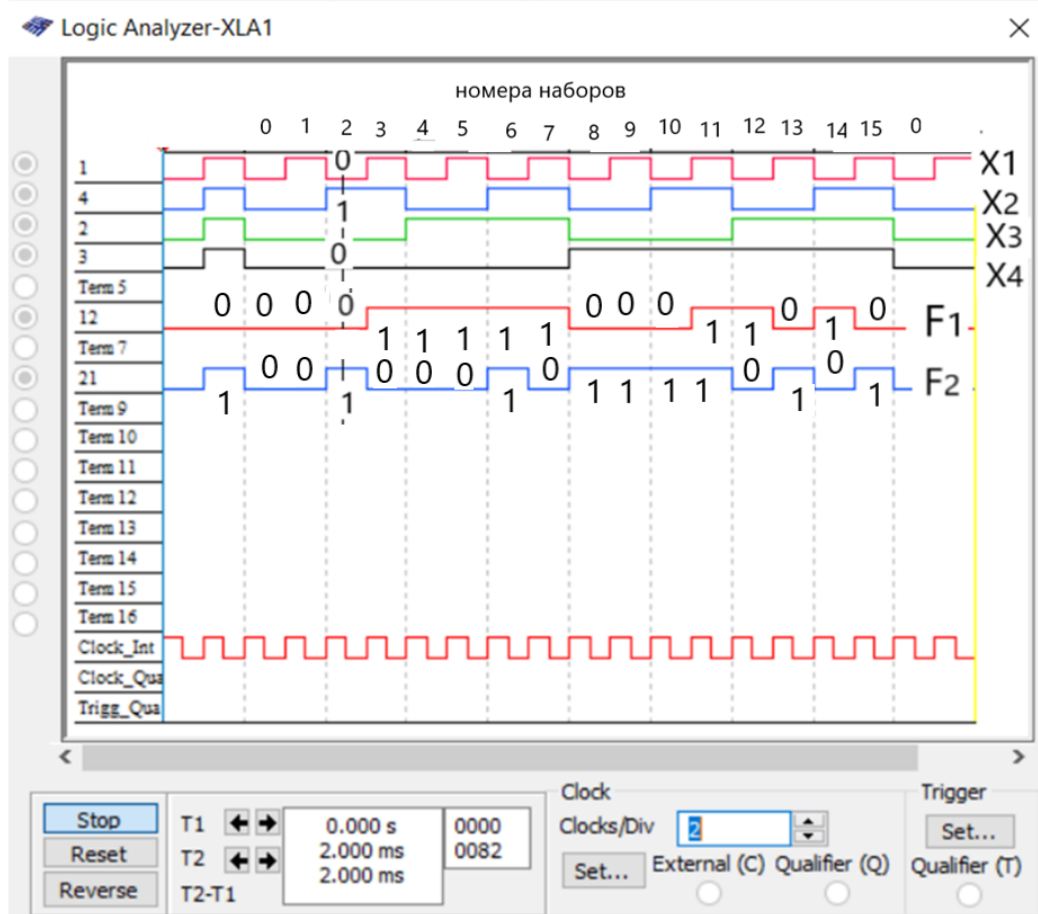 Logic Analyzer-XLA1
номера наборов
0 1 2 3 4 5 6 7 8 9 10 11 12 13 14 15 0
1 0 X1
4 1 X2
2 X3
3 0 X4
Term 5
12 0 0 0 0 1 1 1 1 1 0 0 0 1 1 0 1 0 F1
Term 7
21 1 0 0 1 0 0 0 1 0 1 1 1 1 0 1 0 1 F2
Term 9
Term 10
Term 11
Term 12
Term 13
Term 14
Term 15
Term 16
Clock_Int
Clock_Qua
Trigg_Qua
Stop
Reset
Reverse
T1
T2
T2-T1
0.000 s
2.000 ms
2.000 ms
0000
0082
Clock
Clocks/Div 2
Set... External (C) Qualifier (Q)
Trigger
Set...
Qualifier (T)